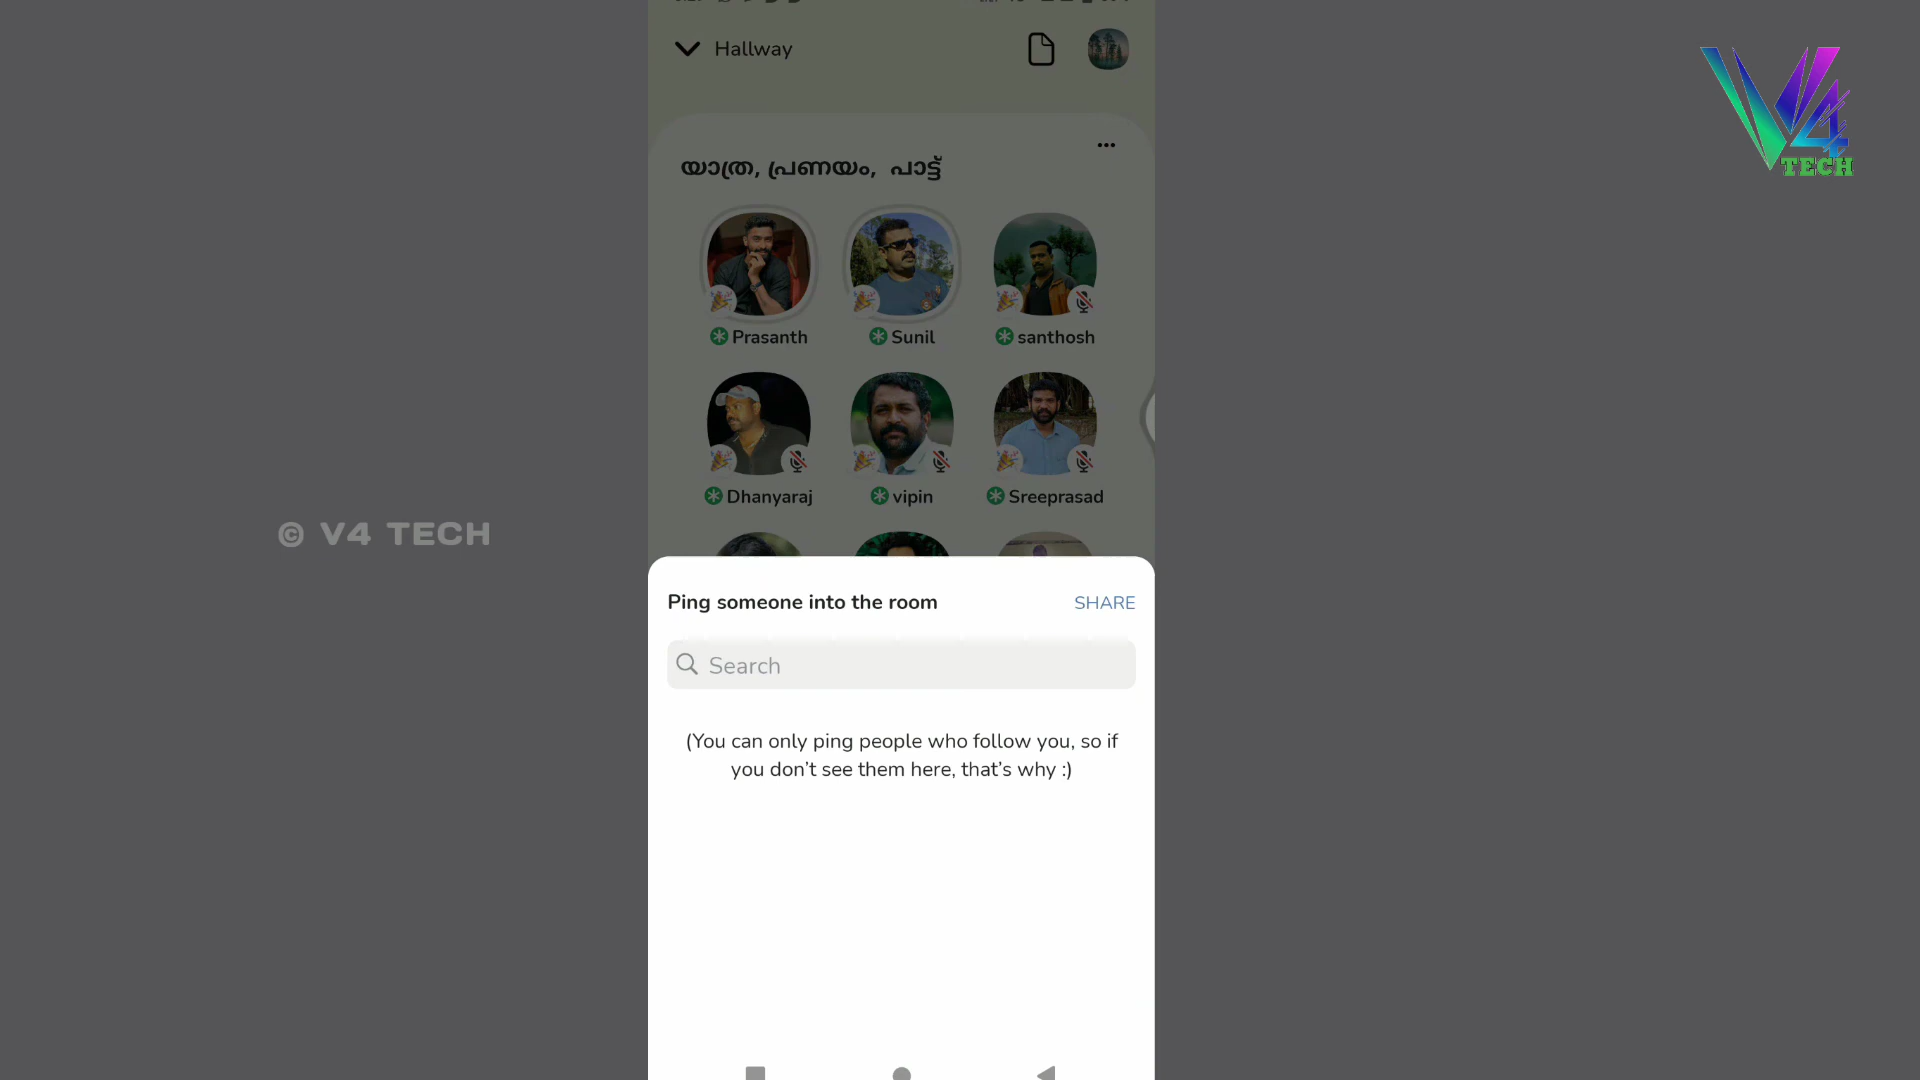 Hallway
യാത്ര, പ്രണയം, പാട്ട്
Prasanth
Sunil
santhosh
Dhanyaraj
vipin
Sreeprasad
Ping someone into the room
SHARE
Search
(You can only ping people who follow you, so if
you don’t see them here, that’s why :)
© V4 TECH
V4
TECH